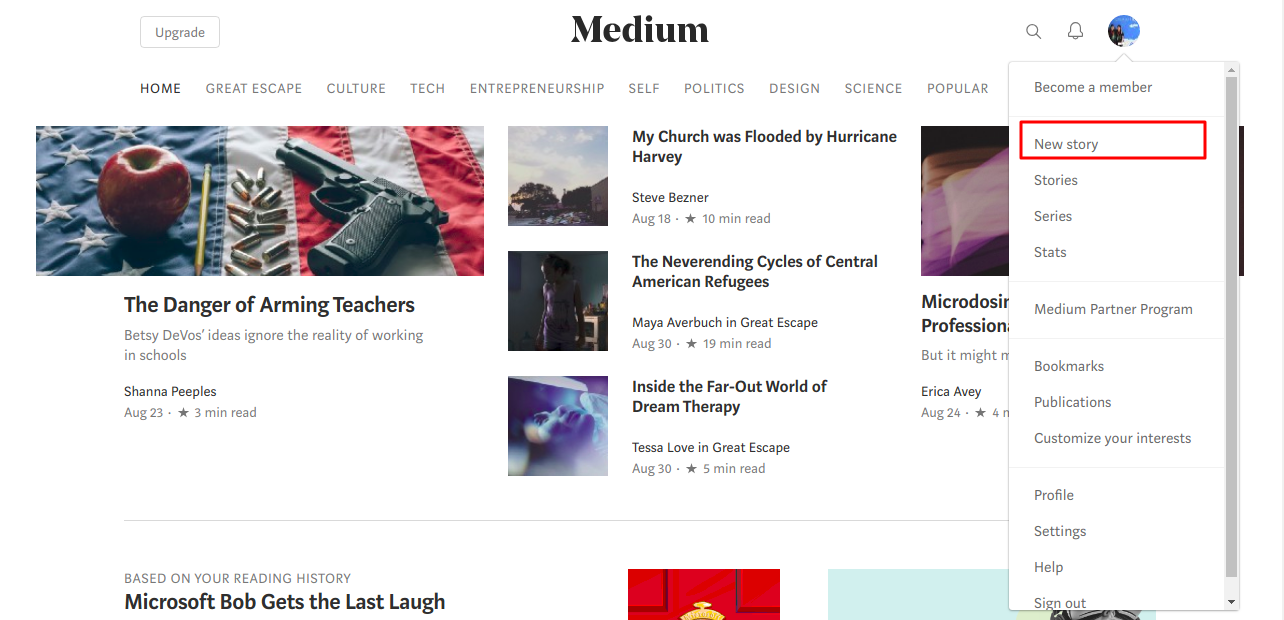 Upgrade
Medium
HOME GREAT ESCAPE CULTURE TECH ENTREPRENEURSHIP SELF POLITICS DESIGN SCIENCE POPULAR
The Danger of Arming Teachers
Betsy DeVos’ ideas ignore the reality of working
in schools
Shanna Peeples
Aug 23 · ★ 3 min read
My Church was Flooded by Hurricane
Harvey
Steve Bezner
Aug 18 · ★ 10 min read
The Neverending Cycles of Central
American Refugees
Maya Averbuch in Great Escape
Aug 30 · ★ 19 min read
Inside the Far-Out World of
Dream Therapy
Tessa Love in Great Escape
Aug 30 · ★ 5 min read
Microdosin
Professiona
But it might m
Erica Avey
Aug 24 · ★ 4 m
Become a member
New story
Stories
Series
Stats
Medium Partner Program
Bookmarks
Publications
Customize your interests
Profile
Settings
Help
Sign out
BASED ON YOUR READING HISTORY
Microsoft Bob Gets the Last Laugh